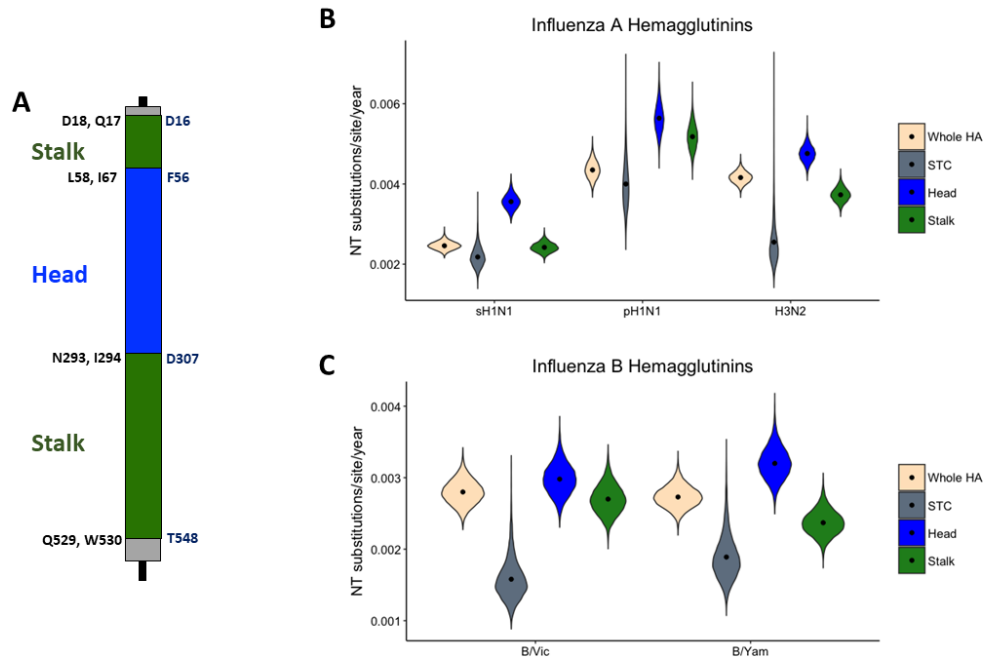 A
D18, Q17
D16
Stalk
L58, I67
F56
Head
N293, I294
D307
Stalk
Q529, W530
T548
B
Influenza A Hemagglutinins
NT substitutions/site/year
0.006
0.004
0.002
sH1N1
pH1N1
H3N2
Whole HA
STC
Head
Stalk
C
Influenza B Hemagglutinins
NT substitutions/site/year
0.004
0.003
0.002
0.001
B/Vic
B/Yam
Whole HA
STC
Head
Stalk